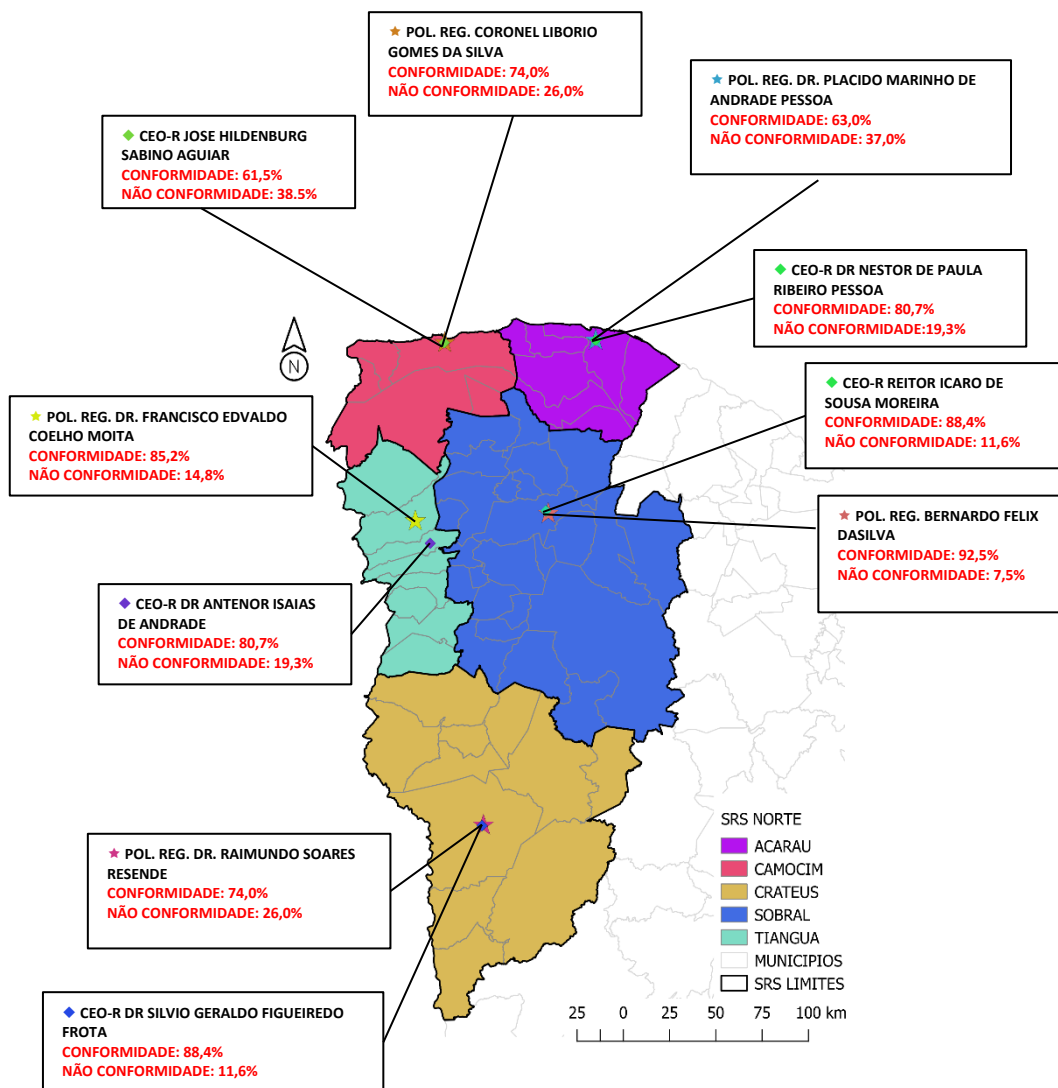 POL. REG. CORONEL LIBORIO
GOMES DA SILVA
CONFORMIDADE: 74,0%
NÃO CONFORMIDADE: 26,0%
POL. REG. DR. PLACIDO MARINHO DE
ANDRADE PESSOA
CONFORMIDADE: 63,0%
NÃO CONFORMIDADE: 37,0%
CEO-R JOSE HILDENBURG
SABINO AGUIAR
CONFORMIDADE: 61,5%
NÃO CONFORMIDADE: 38.5%
CEO-R DR NESTOR DE PAULA
RIBEIRO PESSOA
CONFORMIDADE: 80,7%
NÃO CONFORMIDADE:19,3%
N
CEO-R REITOR ICARO DE
SOUSA MOREIRA
CONFORMIDADE: 88,4%
NÃO CONFORMIDADE: 11,6%
POL. REG. DR. FRANCISCO EDVALDO
COELHO MOITA
CONFORMIDADE: 85,2%
NÃO CONFORMIDADE: 14,8%
POL. REG. BERNARDO FELIX
DASILVA
CONFORMIDADE: 92,5%
NÃO CONFORMIDADE: 7,5%
CEO-R DR ANTENOR ISAIAS
DE ANDRADE
CONFORMIDADE: 80,7%
NÃO CONFORMIDADE: 19,3%
POL. REG. DR. RAIMUNDO SOARES
RESENDE
CONFORMIDADE: 74,0%
NÃO CONFORMIDADE: 26,0%
SRS NORTE
ACARAU
CAMOCIM
CRATEUS
SOBRAL
TIANGUA
MUNICIPIOS
SRS LIMITES
25 0 25 50 75 100 km
CEO-R DR SILVIO GERALDO FIGUEIREDO
FROTA
CONFORMIDADE: 88,4%
NÃO CONFORMIDADE: 11,6%